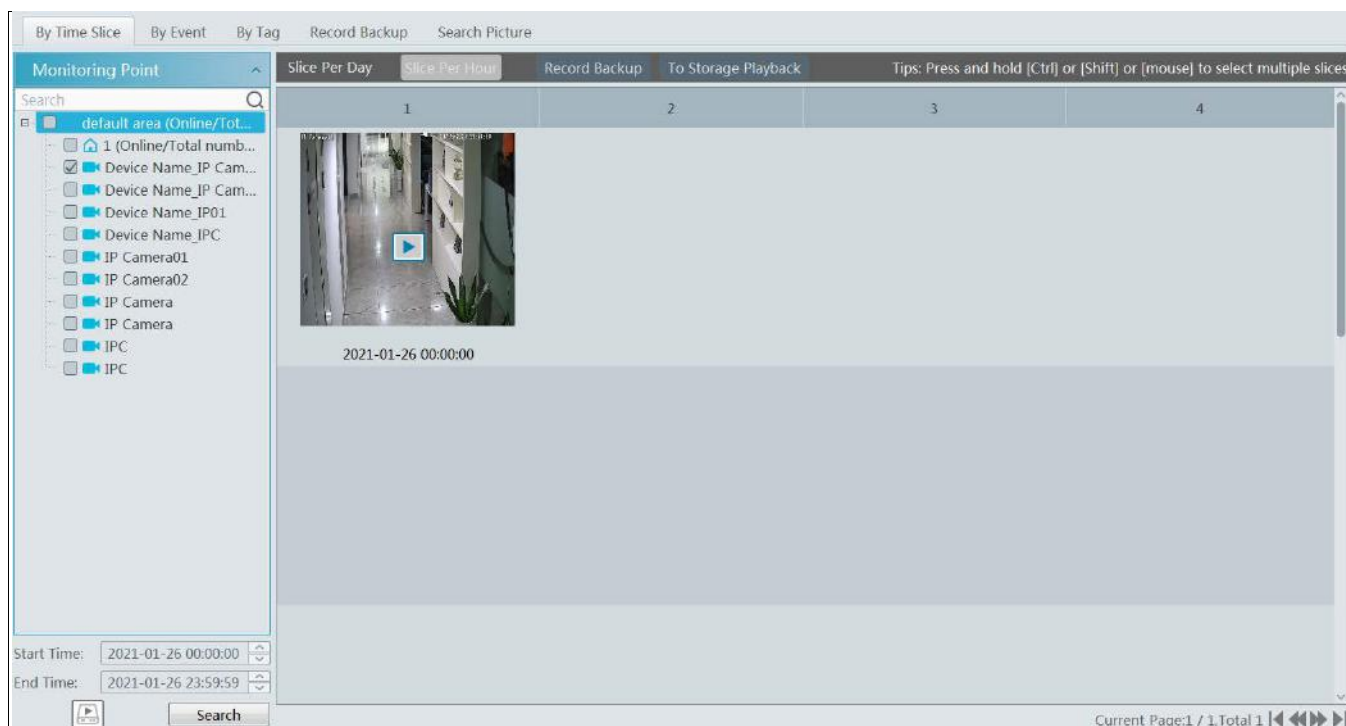 By Time Slice By Event By Tag Record Backup Search Picture
Monitoring Point
Slice Per Day Slice Per Hour Record Backup To Storage Playback Tips: Press and hold [Ctrl] or [Shift] or [mouse] to select multiple slices
Search
1 2 3 4
default area (Online/Tot...
1 (Online/Total numb...
Device Name_IP Cam...
Device Name_IP Cam...
Device Name_IP01
Device Name_IPC
IP Camera01
IP Camera02
IP Camera
IP Camera
IPC
IPC
2021-01-26 00:00:00
Start Time: 2021-01-26 00:00:00
End Time: 2021-01-26 23:59:59
Search
Current Page:1 / 1,Total 1